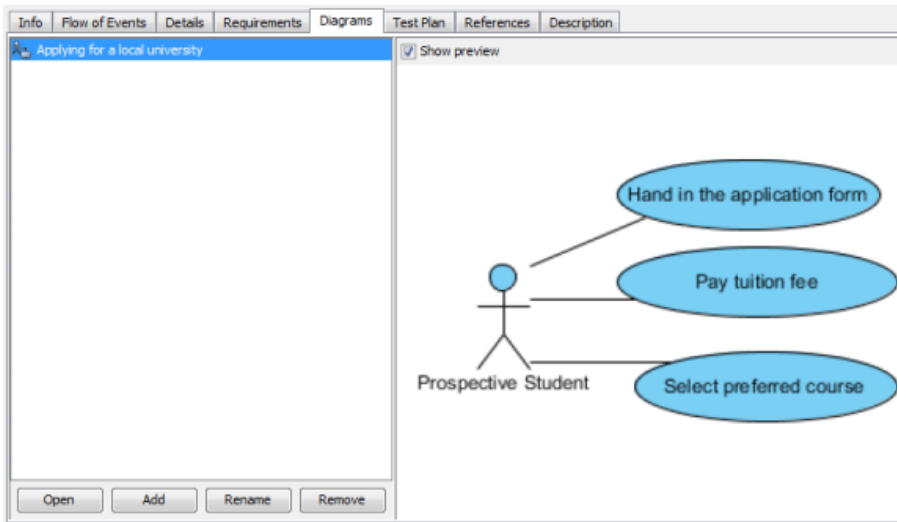 Info Flow of Events Details Requirements Diagrams Test Plan References Description
Applying for a local university
Show preview
Hand in the application form
Pay tuition fee
Prospective Student
Select preferred course
Open Add Rename Remove